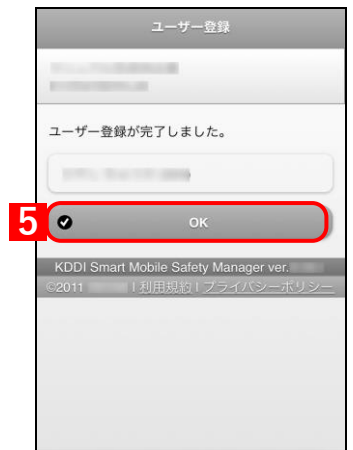 ユーザー登録
ユーザー登録が完了しました。
5
OK
KDDI Smart Mobile Safety Manager ver.
©2011 | 利用規約 | プライバシーポリシー